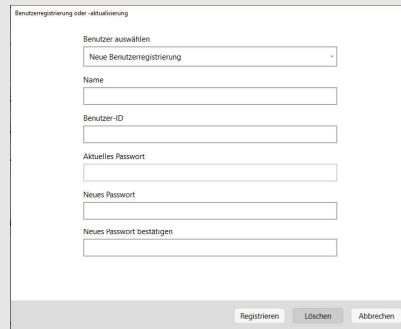 Benutzerregistrierung oder -aktualisierung
Benutzer auswählen
Neue Benutzerregistrierung
Name
Benutzer-ID
Aktuelles Passwort
Neues Passwort
Neues Passwort bestätigen
Registrieren Löschen Abbrechen